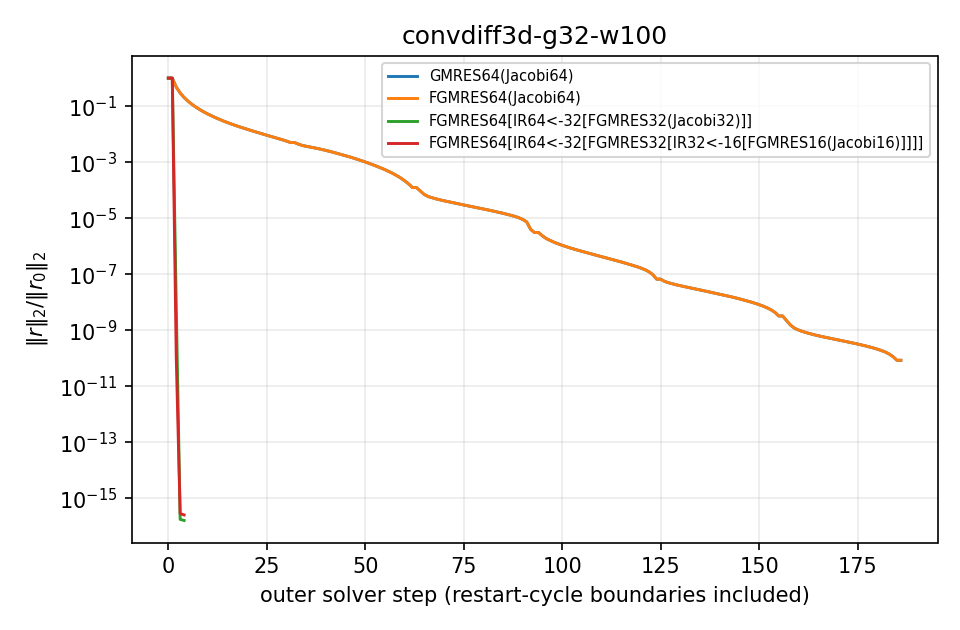 convdiff3d-g32-w100
GMRES64(Jacobi64)
FGMRES64(Jacobi64)
FGMRES64[IR64<-32[FGMRES32(Jacobi32)]]
FGMRES64[IR64<-32[FGMRES32[IR32<-16[FGMRES16(Jacobi16)]]]]
10⁻¹
10⁻³
10⁻⁵
10⁻⁷
10⁻⁹
10⁻¹¹
10⁻¹³
10⁻¹⁵
‖r‖₂/‖r₀‖₂
0 25 50 75 100 125 150 175
outer solver step (restart-cycle boundaries included)